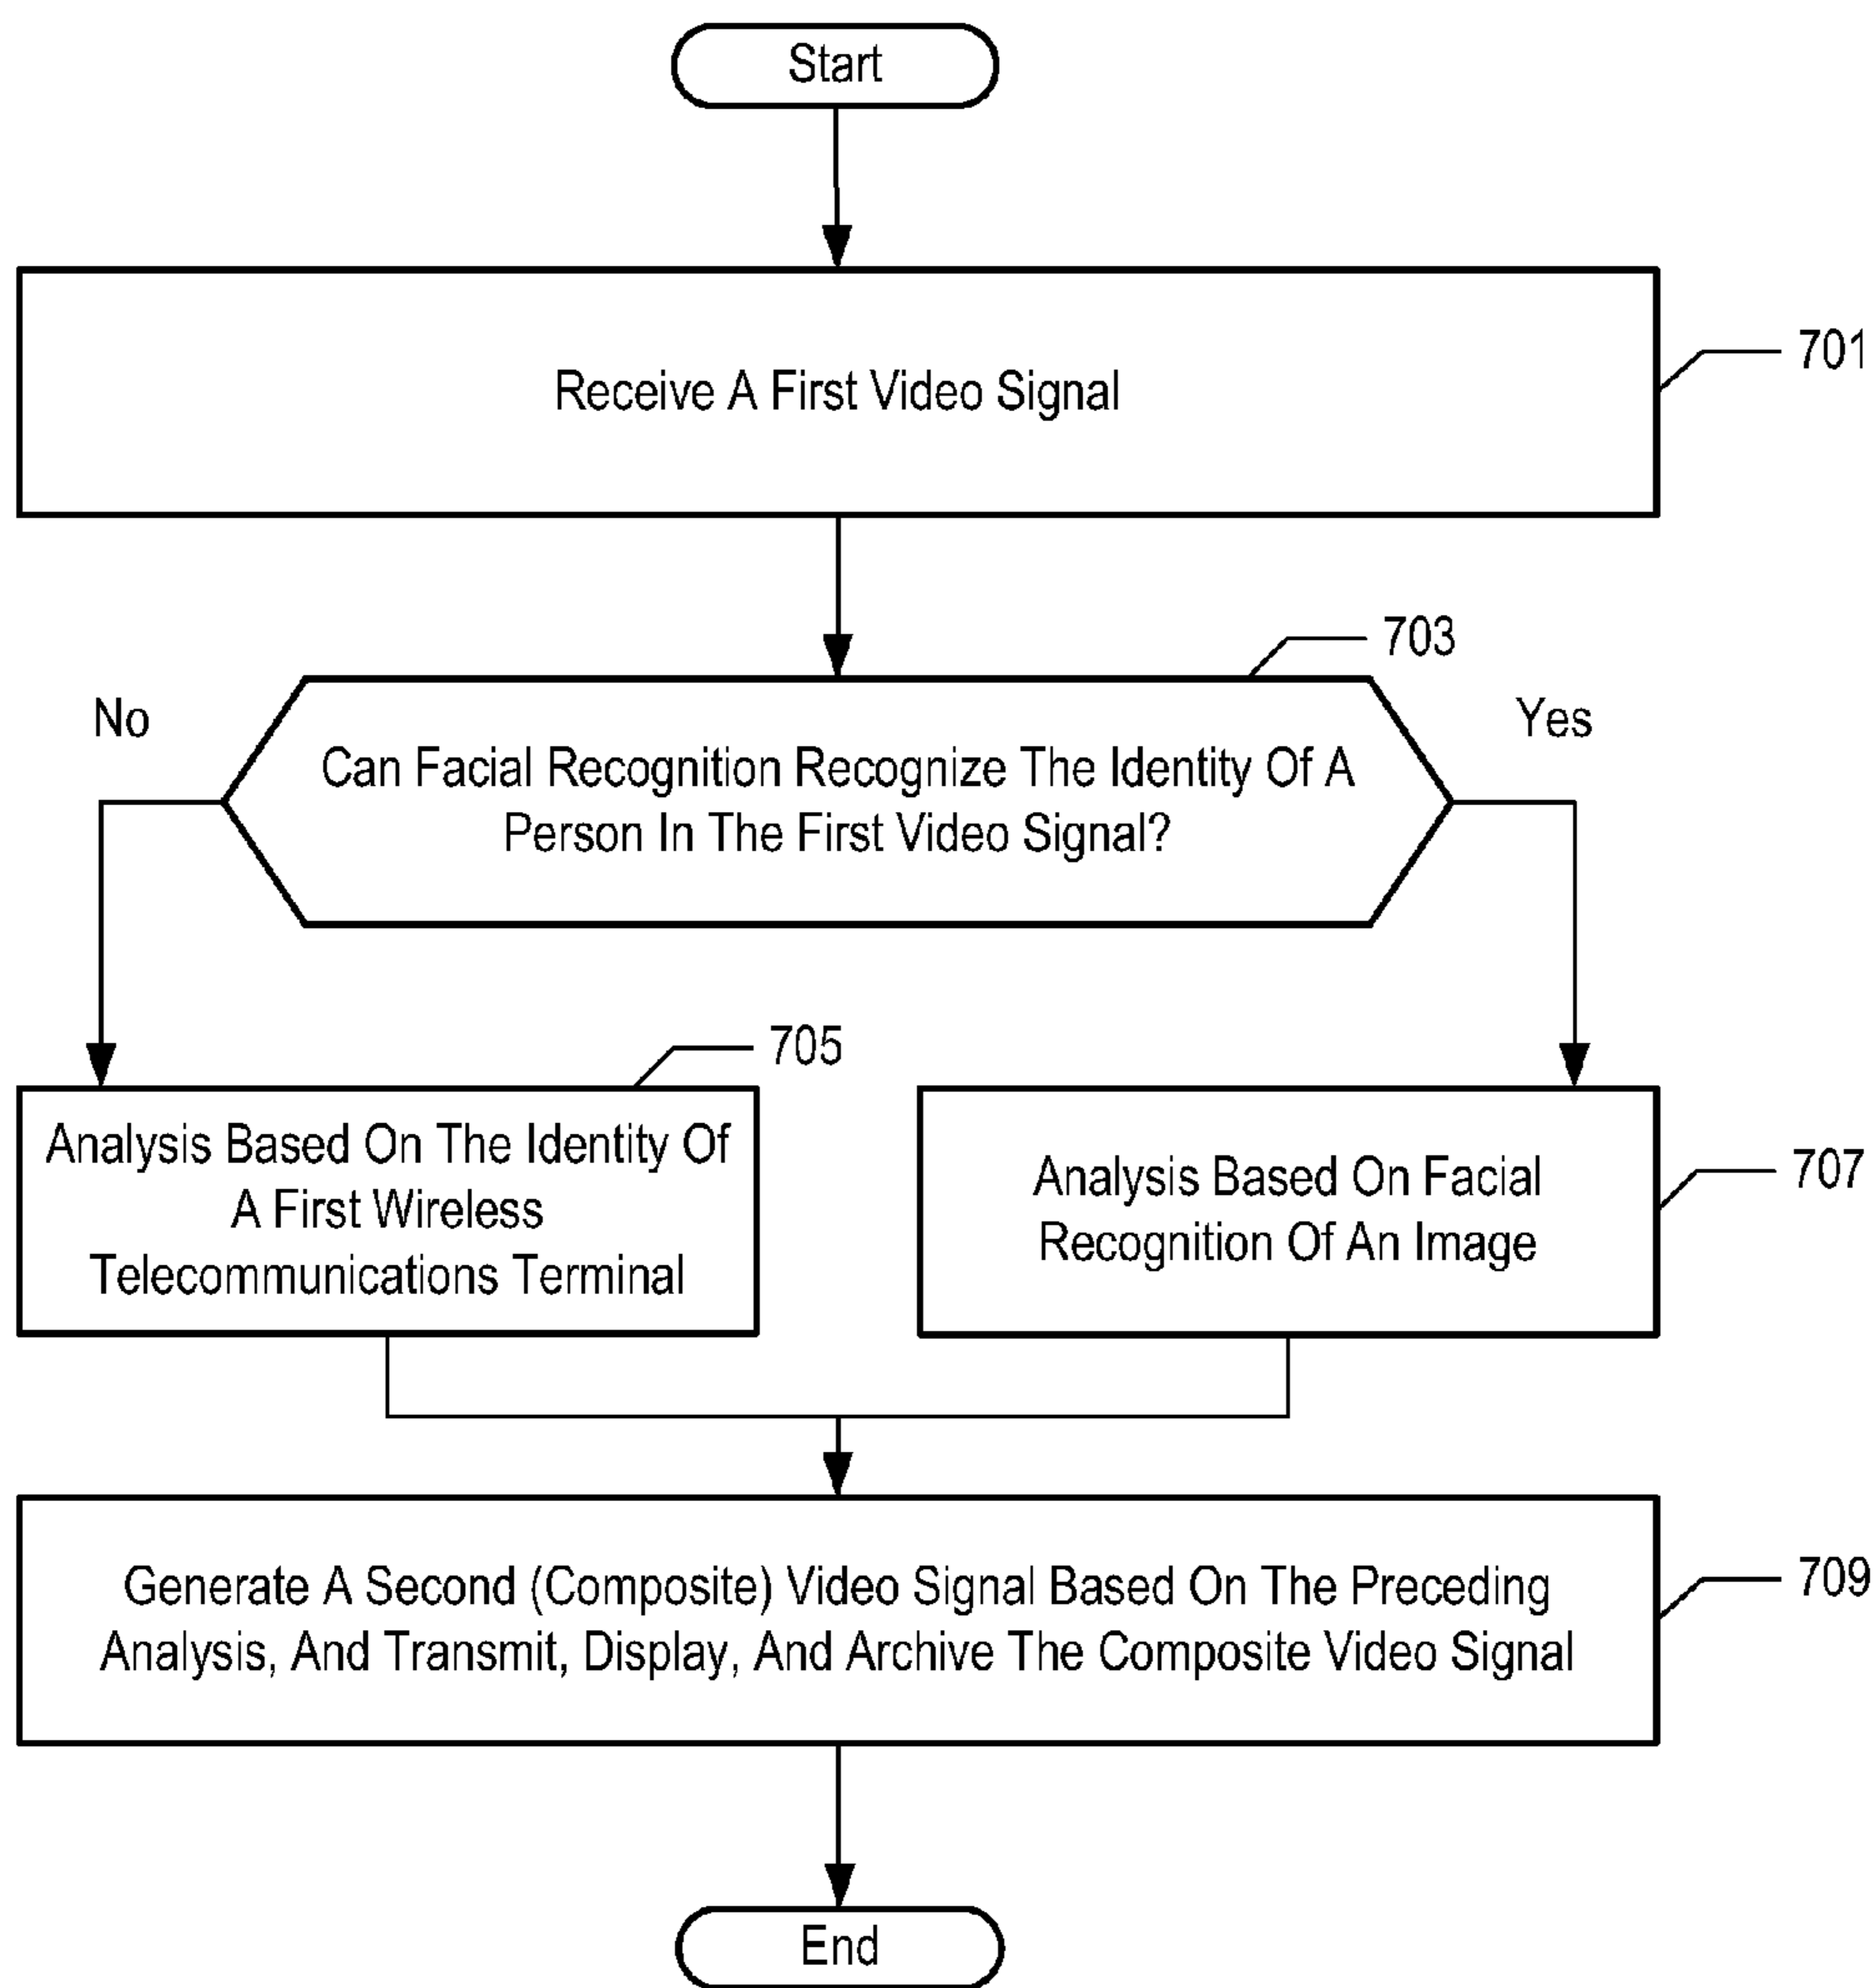 Start
Receive A First Video Signal
701
703
No
Yes
Can Facial Recognition Recognize The Identity Of A
Person In The First Video Signal?
705
Analysis Based On The Identity Of
A First Wireless
Telecommunications Terminal
Analysis Based On Facial
Recognition Of An Image
707
Generate A Second (Composite) Video Signal Based On The Preceding
Analysis, And Transmit, Display, And Archive The Composite Video Signal
709
End